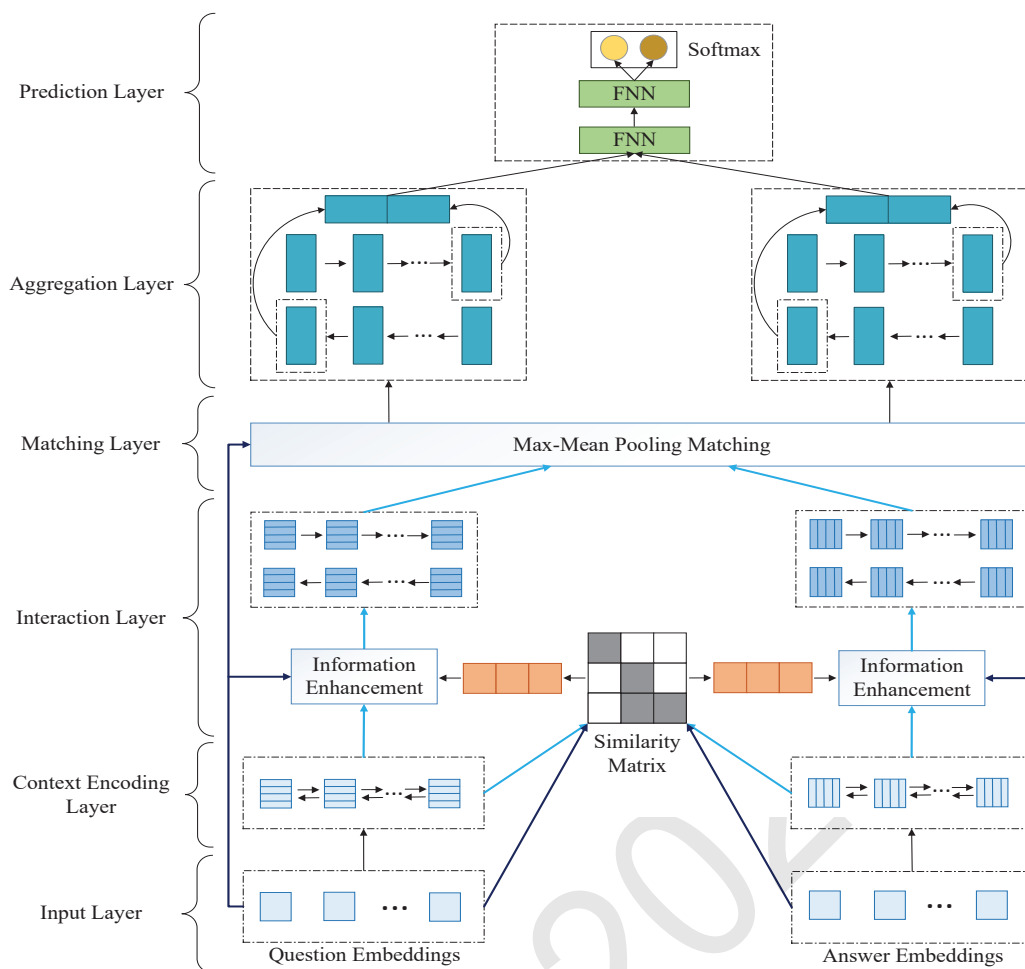 Prediction Layer
Softmax
FNN
FNN
Aggregation Layer
Matching Layer
Max-Mean Pooling Matching
Interaction Layer
Information
Enhancement
Information
Enhancement
Similarity
Matrix
Context Encoding
Layer
Input Layer
Question Embeddings
Answer Embeddings